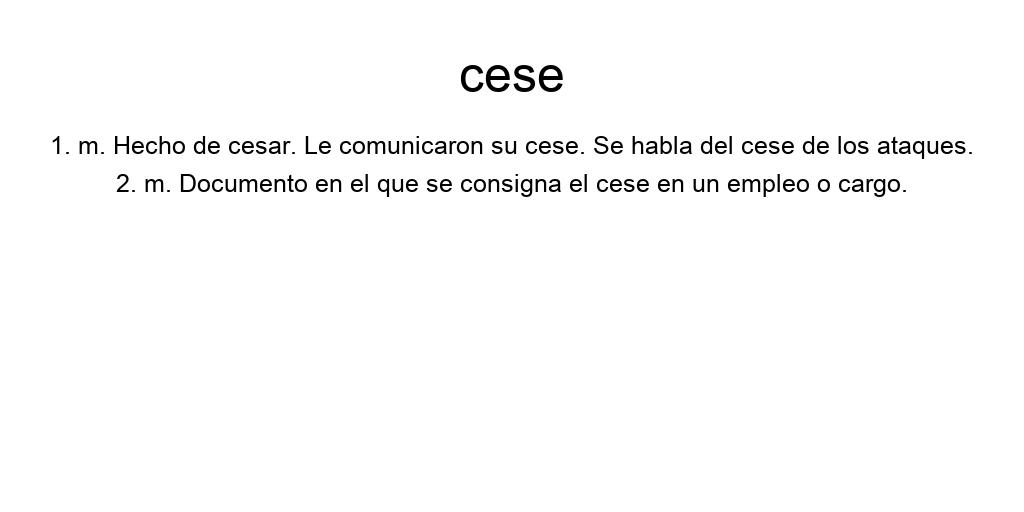 cese
1. m. Hecho de cesar. Le comunicaron su cese. Se habla del cese de los ataques.
2. m. Documento en el que se consigna el cese en un empleo o cargo.